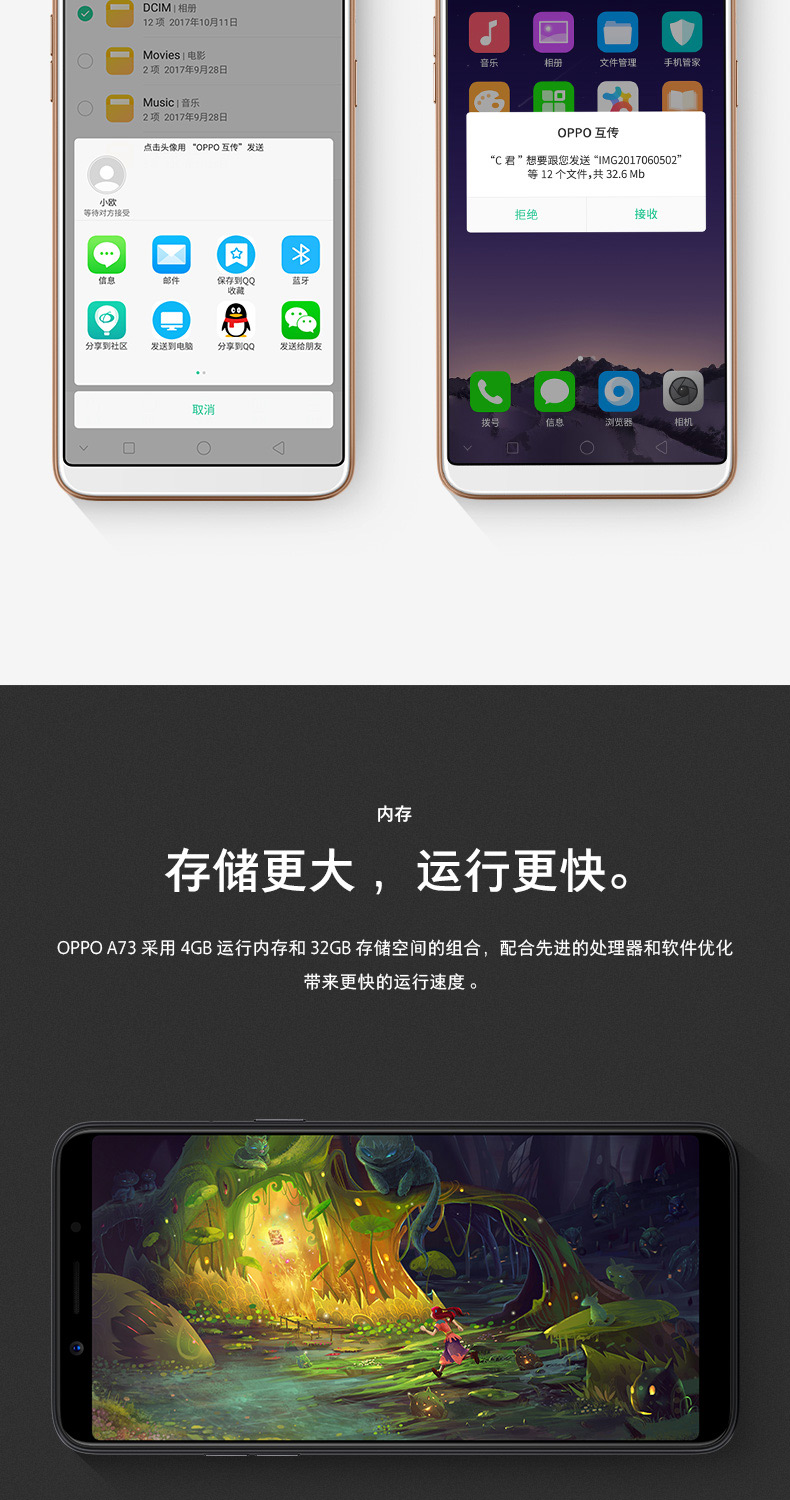 DCIM | 相册
12 项 2017年10月11日
Movies | 电影
2 项 2017年9月28日
Music | 音乐
2 项 2017年9月28日
点击头像用 “OPPO 互传” 发送
小欧
等待对方接受
信息 邮件 保存到QQ收藏 蓝牙
分享到社区 发送到电脑 分享到QQ 发送给朋友
取消
音乐 相册 文件管理 手机管家
OPPO 互传
“C 君” 想要跟您发送 “IMG2017060502”
等 12 个文件,共 32.6 Mb
拒绝 接收
拨号 信息 浏览器 相机
内存
存储更大，运行更快。
OPPO A73 采用 4GB 运行内存和 32GB 存储空间的组合，配合先进的处理器和软件优化
带来更快的运行速度。